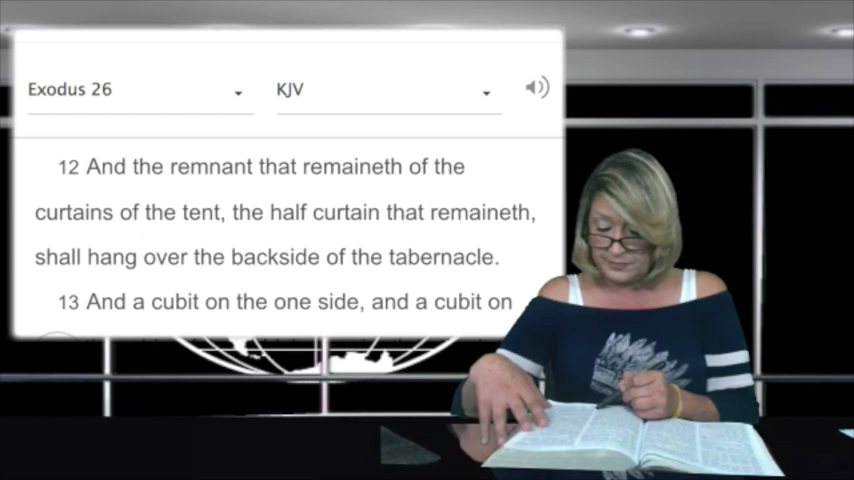 Exodus 26
KJV
12 And the remnant that remaineth of the
curtains of the tent, the half curtain that remaineth,
shall hang over the backside of the tabernacle.
13 And a cubit on the one side, and a cubit on